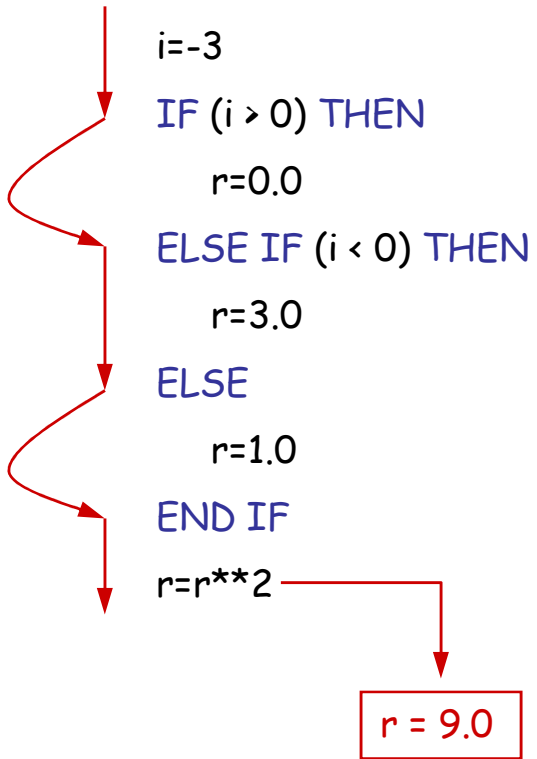 i=-3
IF (i > 0) THEN
r=0.0
ELSE IF (i < 0) THEN
r=3.0
ELSE
r=1.0
END IF
r=r**2
r = 9.0